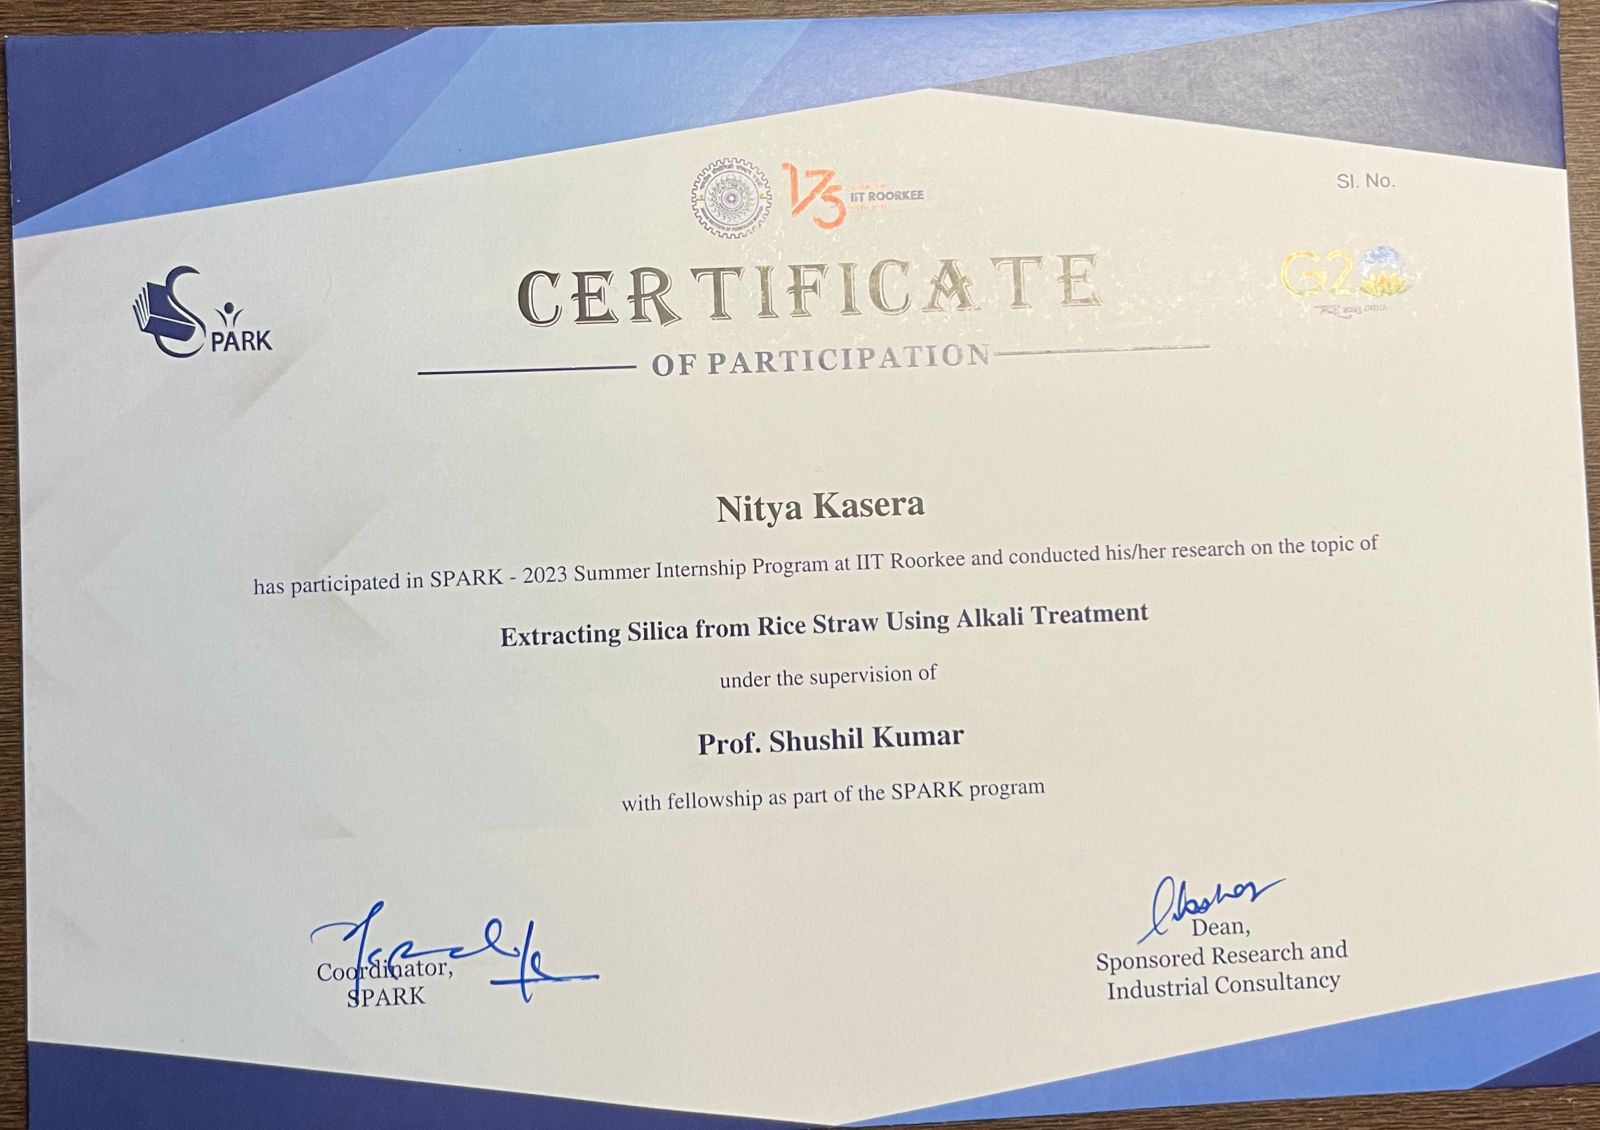 175 IIT ROORKEE
Sl. No.
SPARK
CERTIFICATE
G20
2023 INDIA
OF PARTICIPATION
Nitya Kasera
has participated in SPARK - 2023 Summer Internship Program at IIT Roorkee and conducted his/her research on the topic of
Extracting Silica from Rice Straw Using Alkali Treatment
under the supervision of
Prof. Shushil Kumar
with fellowship as part of the SPARK program
Coordinator,
SPARK
Dean,
Sponsored Research and
Industrial Consultancy